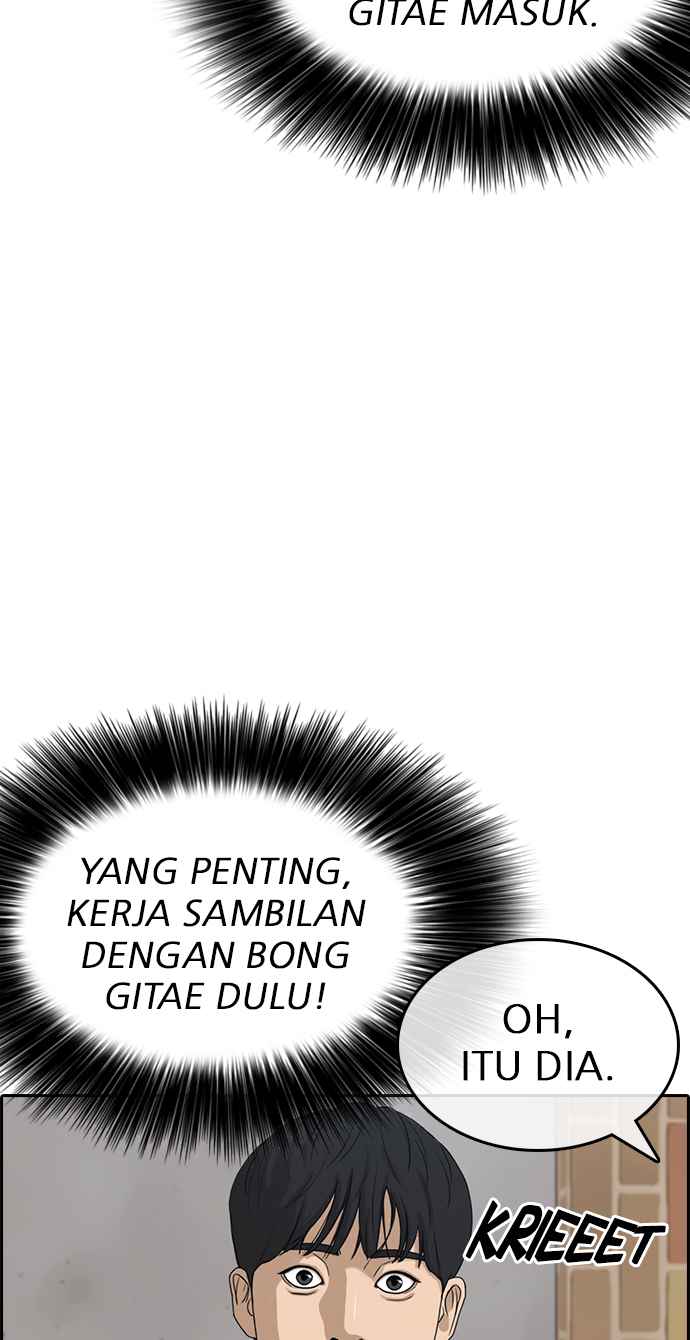 GITAE MASUK.
YANG PENTING,
KERJA SAMBILAN
DENGAN BONG
GITAE DULU!
OH,
ITU DIA.
KRIEEET